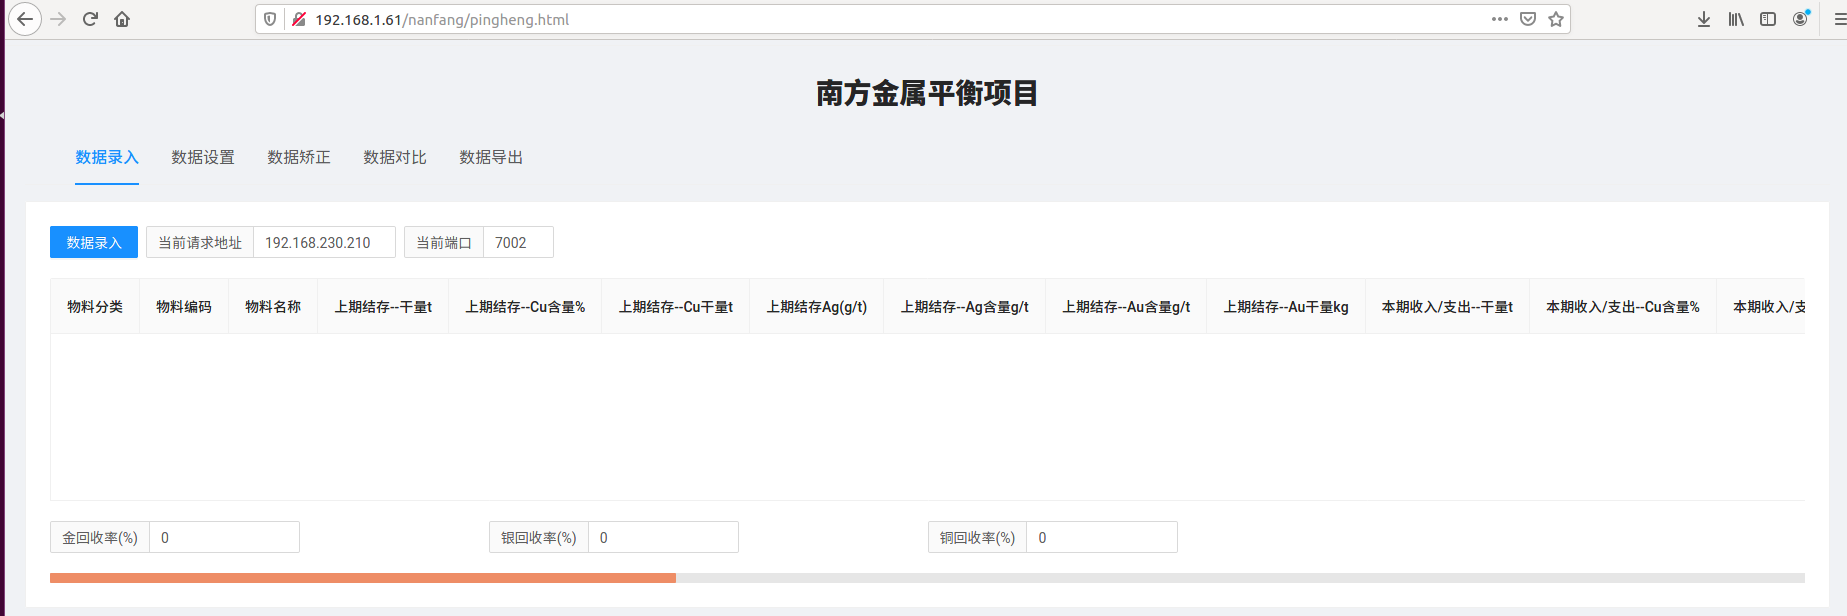 192.168.1.61/nanfang/pingheng.html
南方金属平衡项目
数据录入 数据设置 数据矫正 数据对比 数据导出
数据录入 当前请求地址 192.168.230.210 当前端口 7002
物料分类 物料编码 物料名称 上期结存--干量t 上期结存--Cu含量% 上期结存--Cu干量t 上期结存Ag(g/t) 上期结存--Ag含量g/t 上期结存--Au含量g/t 上期结存--Au干量kg 本期收入/支出--干量t 本期收入/支出--Cu含量% 本期收入/支
金回收率(%) 0 银回收率(%) 0 铜回收率(%) 0